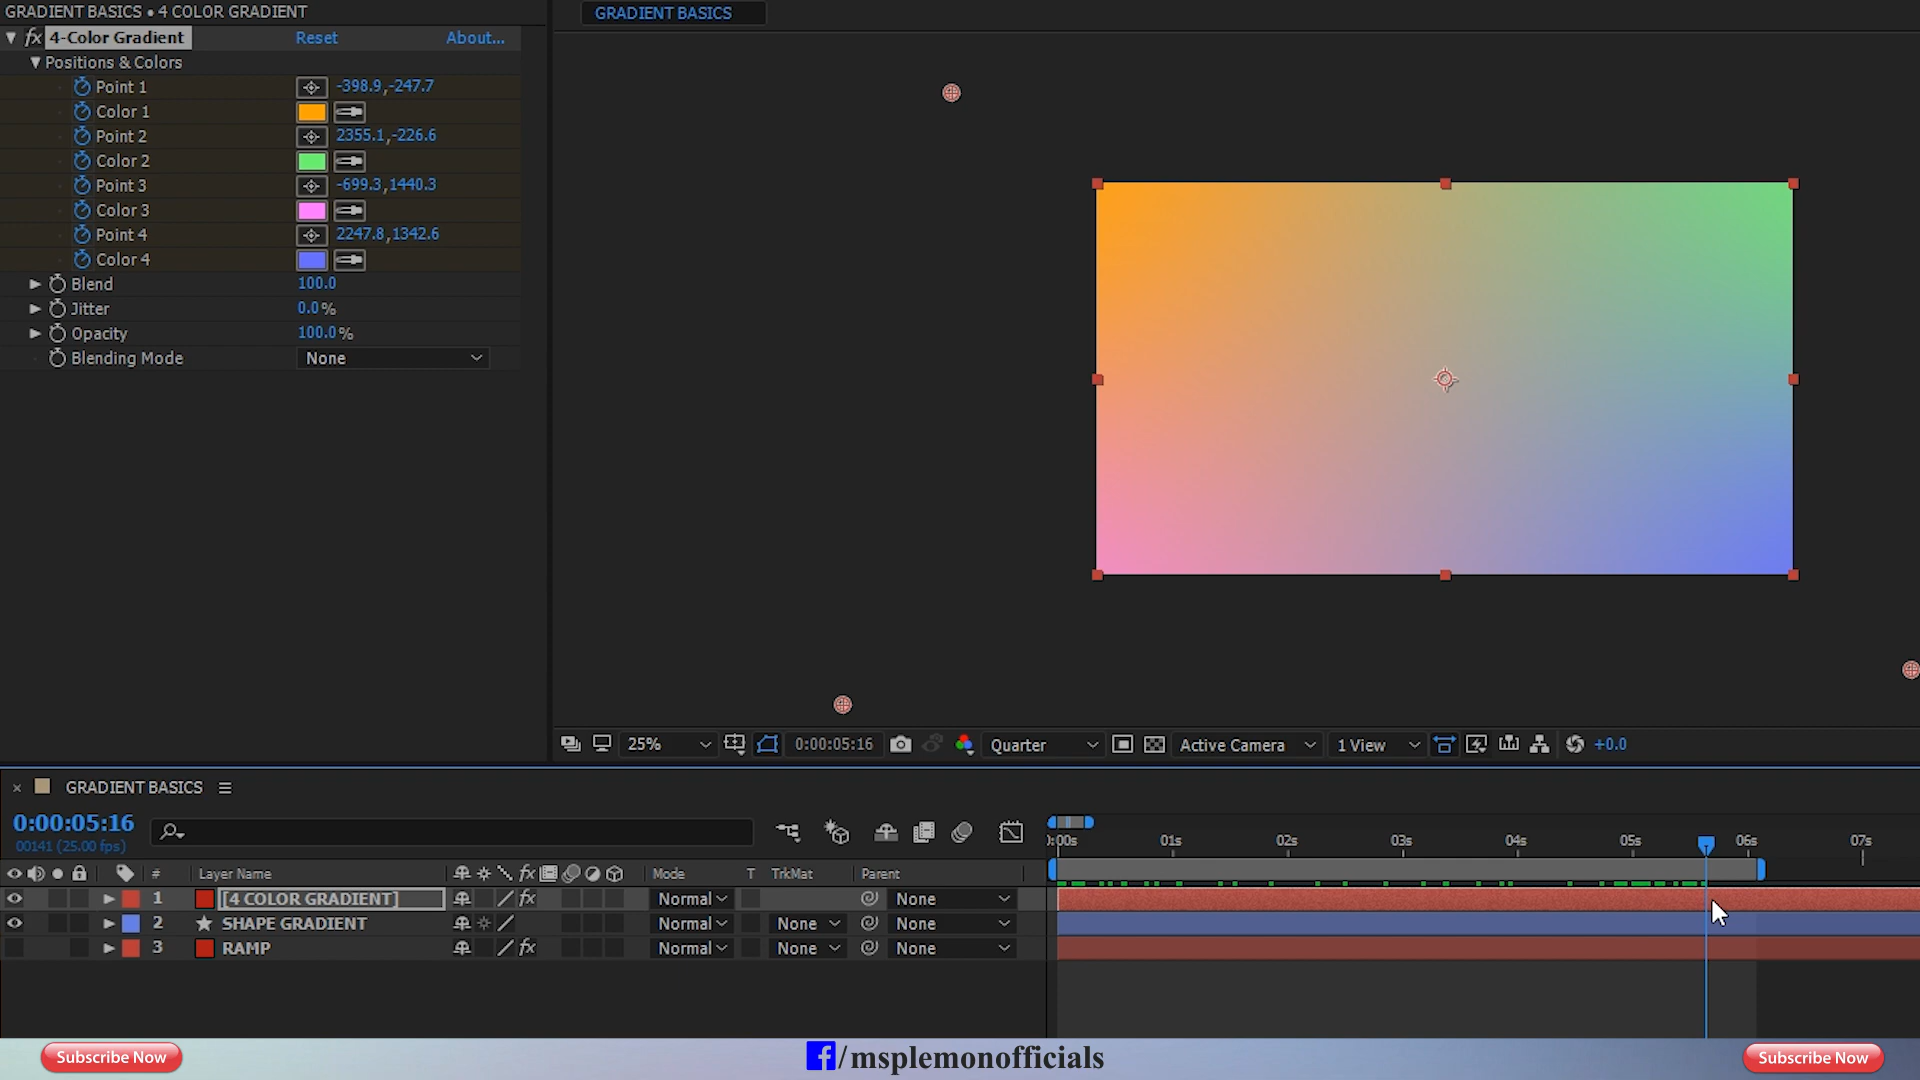 GRADIENT BASICS • 4 COLOR GRADIENT
GRADIENT BASICS
fx 4-Color Gradient Reset About...
Positions & Colors
Point 1 -398.9,-247.7
Color 1
Point 2 2355.1,-226.6
Color 2
Point 3 -699.3,1440.3
Color 3
Point 4 2247.8,1342.6
Color 4
Blend 100.0
Jitter 0.0%
Opacity 100.0%
Blending Mode None
25% 0:00:05:16 Quarter Active Camera 1 View +0.0
GRADIENT BASICS
0:00:05:16
00141 (25.00 fps)
):00s 01s 02s 03s 04s 05s 06s 07s
# Layer Name fx Mode T TrkMat Parent
1 [4 COLOR GRADIENT] fx Normal None
2 SHAPE GRADIENT Normal None None
3 RAMP fx Normal None None
Subscribe Now f/msplemonofficials Subscribe Now